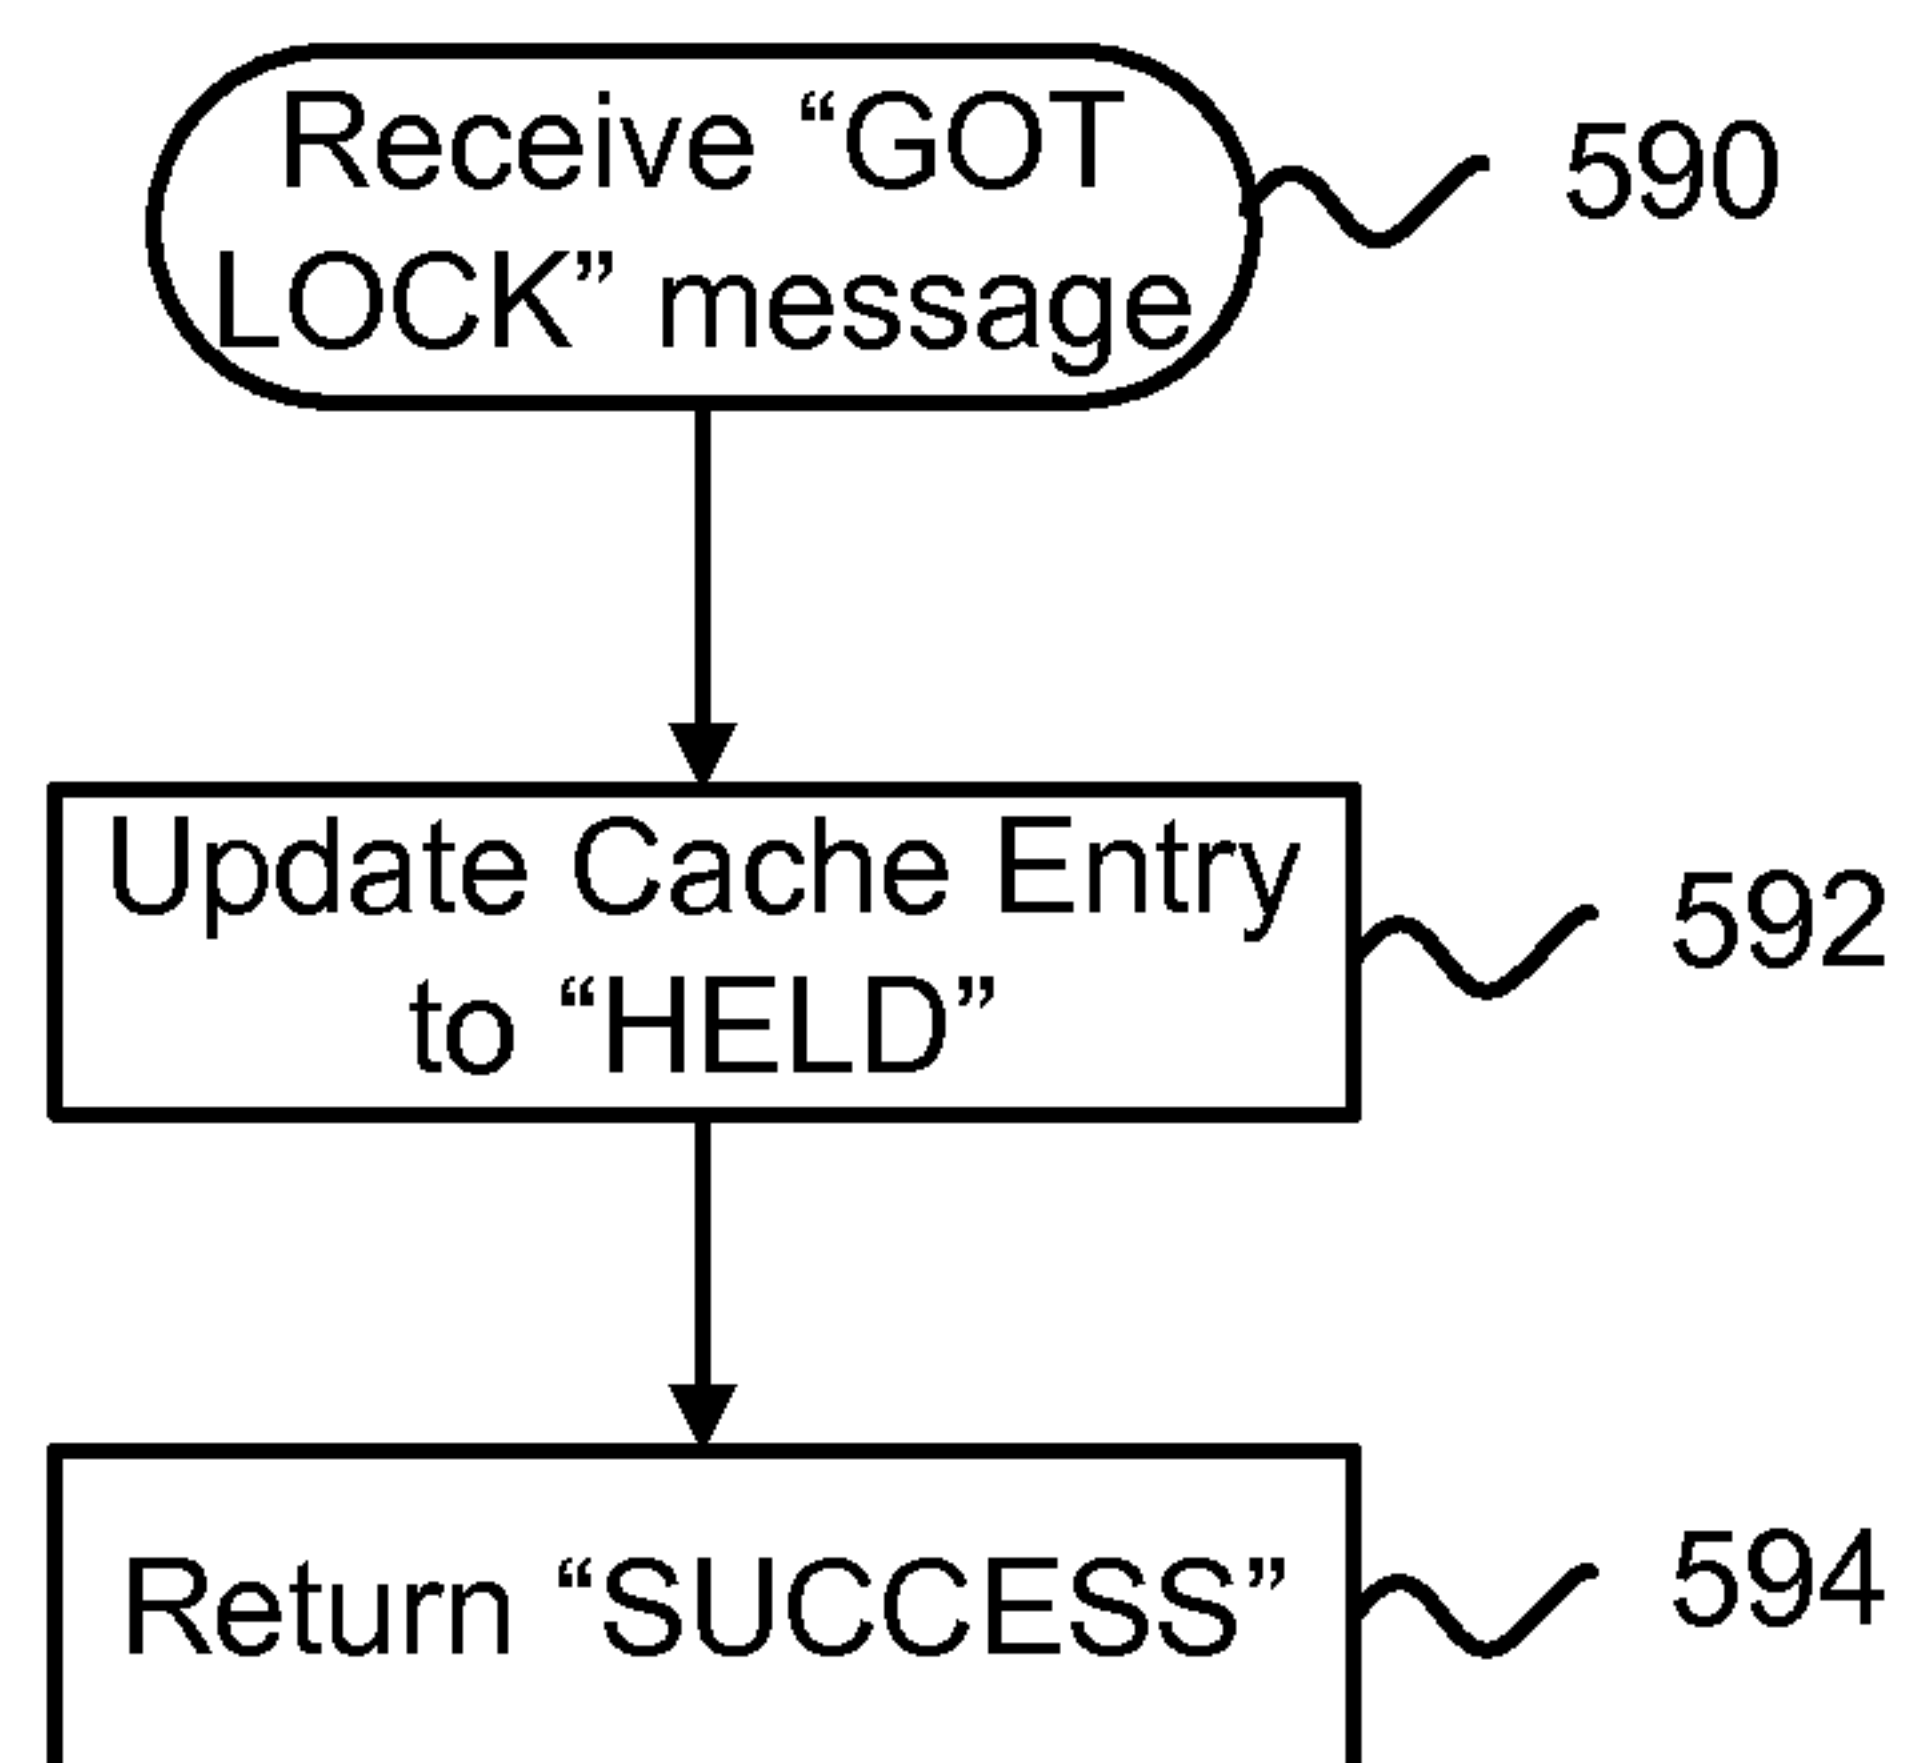 Receive “GOT
LOCK” message
590
Update Cache Entry
to “HELD”
592
Return “SUCCESS”
594